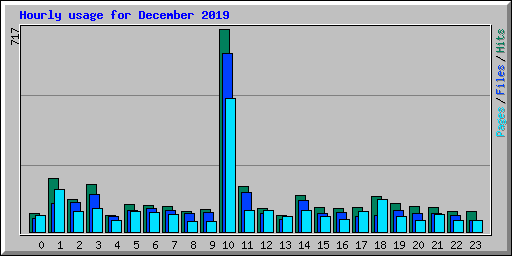 Hourly usage for December 2019
717
Pages/Files/Hits
0 1 2 3 4 5 6 7 8 9 10 11 12 13 14 15 16 17 18 19 20 21 22 23